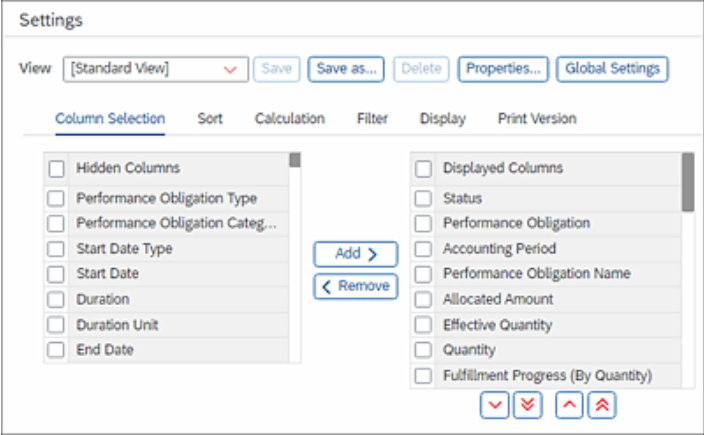 Settings
View [Standard View] Save Save as... Delete Properties... Global Settings
Column Selection Sort Calculation Filter Display Print Version
Hidden Columns
Performance Obligation Type
Performance Obligation Categ...
Start Date Type
Start Date
Duration
Duration Unit
End Date
Add
Remove
Displayed Columns
Status
Performance Obligation
Accounting Period
Performance Obligation Name
Allocated Amount
Effective Quantity
Quantity
Fulfillment Progress (By Quantity)